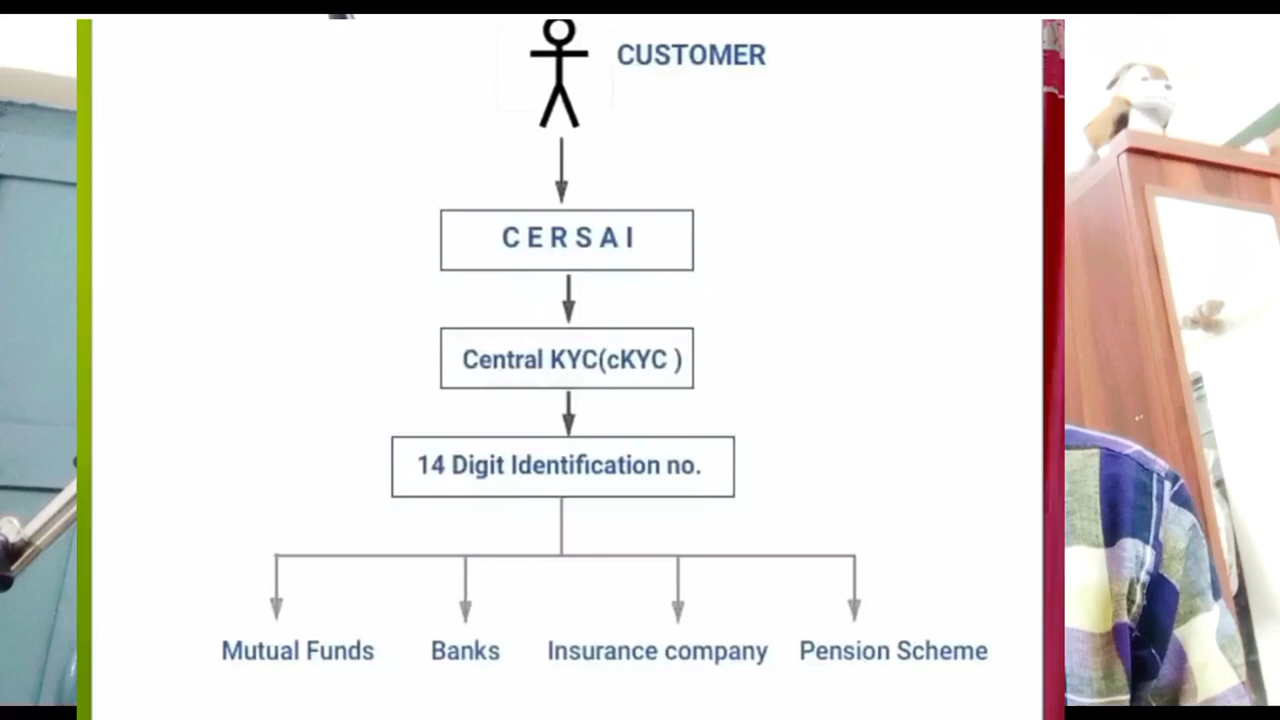 CUSTOMER
C E R S A I
Central KYC(cKYC )
14 Digit Identification no.
Mutual Funds
Banks
Insurance company
Pension Scheme